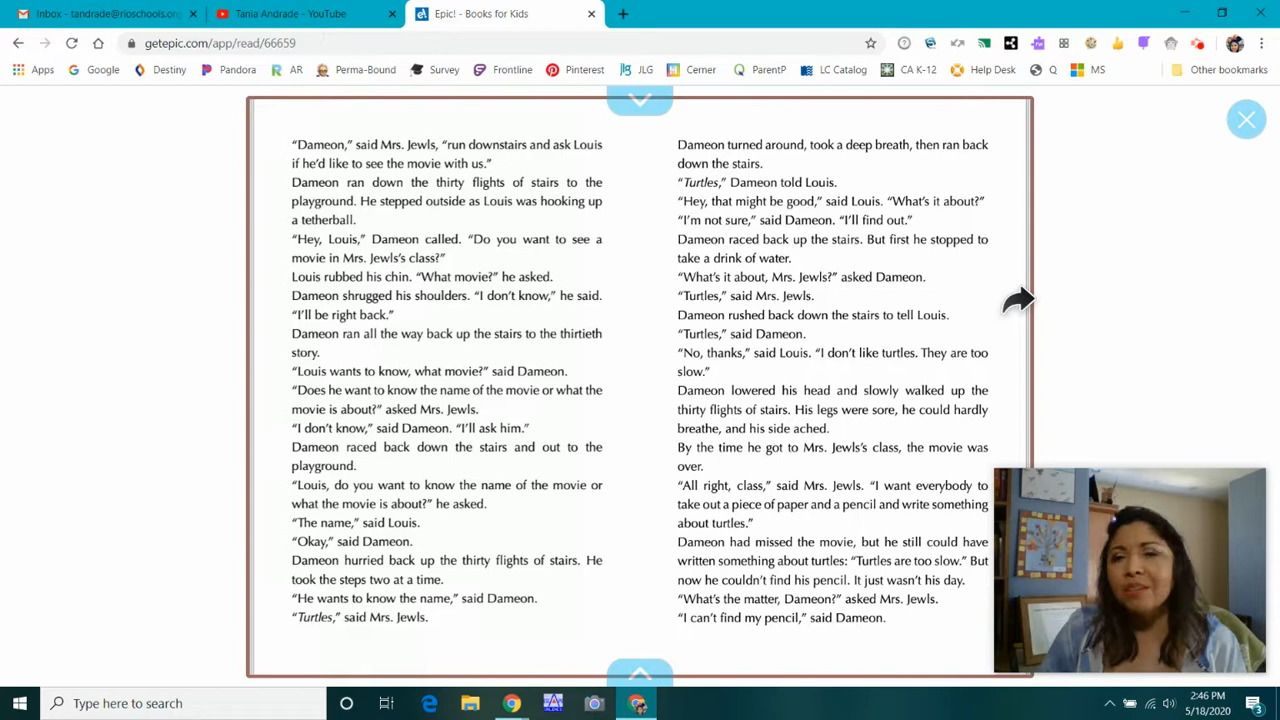 Inbox - tandrade@rioschools.org
Tania Andrade - YouTube
Epic! - Books for Kids
getepic.com/app/read/66659
Apps Google Destiny Pandora AR Perma-Bound Survey Frontline Pinterest JLG Cerner ParentP LC Catalog CA K-12 Help Desk Q MS Other bookmarks
“Dameon,” said Mrs. Jewls, “run downstairs and ask Louis
if he’d like to see the movie with us.”
Dameon ran down the thirty flights of stairs to the
playground. He stepped outside as Louis was hooking up
a tetherball.
“Hey, Louis,” Dameon called. “Do you want to see a
movie in Mrs. Jewls’s class?”
Louis rubbed his chin. “What movie?” he asked.
Dameon shrugged his shoulders. “I don’t know,” he said.
“I’ll be right back.”
Dameon ran all the way back up the stairs to the thirtieth
story.
“Louis wants to know, what movie?” said Dameon.
“Does he want to know the name of the movie or what the
movie is about?” asked Mrs. Jewls.
“I don’t know,” said Dameon. “I’ll ask him.”
Dameon raced back down the stairs and out to the
playground.
“Louis, do you want to know the name of the movie or
what the movie is about?” he asked.
“The name,” said Louis.
“Okay,” said Dameon.
Dameon hurried back up the thirty flights of stairs. He
took the steps two at a time.
“He wants to know the name,” said Dameon.
“Turtles,” said Mrs. Jewls.
Dameon turned around, took a deep breath, then ran back
down the stairs.
“Turtles,” Dameon told Louis.
“Hey, that might be good,” said Louis. “What’s it about?”
“I’m not sure,” said Dameon. “I’ll find out.”
Dameon raced back up the stairs. But first he stopped to
take a drink of water.
“What’s it about, Mrs. Jewls?” asked Dameon.
“Turtles,” said Mrs. Jewls.
Dameon rushed back down the stairs to tell Louis.
“Turtles,” said Dameon.
“No, thanks,” said Louis. “I don’t like turtles. They are too
slow.”
Dameon lowered his head and slowly walked up the
thirty flights of stairs. His legs were sore, he could hardly
breathe, and his side ached.
By the time he got to Mrs. Jewls’s class, the movie was
over.
“All right, class,” said Mrs. Jewls. “I want everybody to
take out a piece of paper and a pencil and write something
about turtles.”
Dameon had missed the movie, but he still could have
written something about turtles: “Turtles are too slow.” But
now he couldn’t find his pencil. It just wasn’t his day.
“What’s the matter, Dameon?” asked Mrs. Jewls.
“I can’t find my pencil,” said Dameon.
Type here to search
2:46 PM
5/18/2020
3